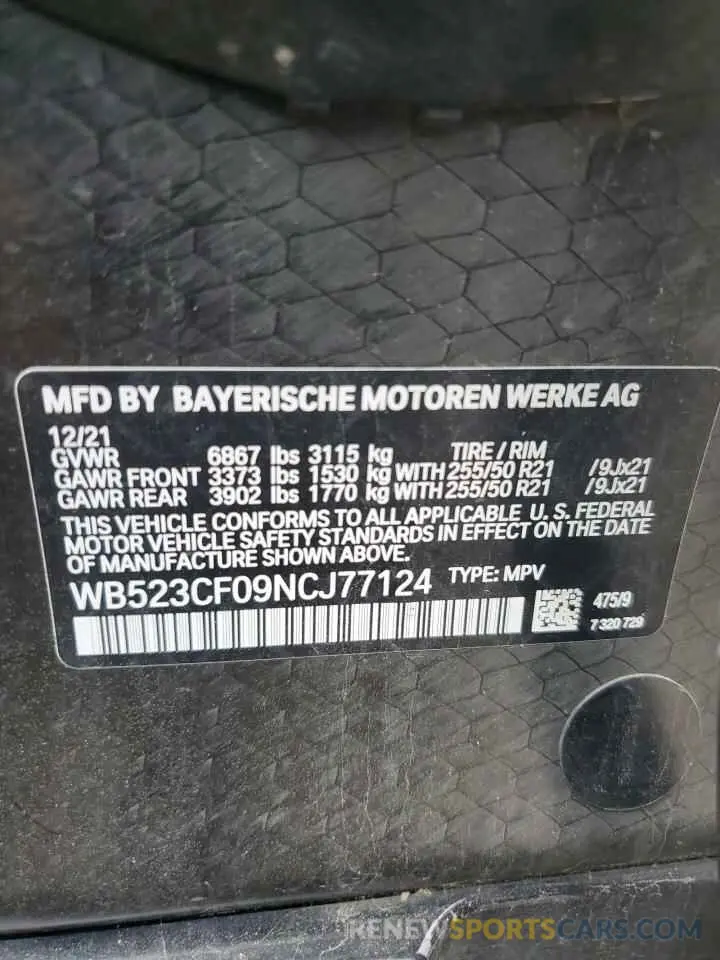 MFD BY BAYERISCHE MOTOREN WERKE AG
12/21
GVWR 6867 lbs 3115 kg TIRE / RIM
GAWR FRONT 3373 lbs 1530 kg WITH 255/50 R21 /9Jx21
GAWR REAR 3902 lbs 1770 kg WITH 255/50 R21 /9Jx21
THIS VEHICLE CONFORMS TO ALL APPLICABLE U. S. FEDERAL
MOTOR VEHICLE SAFETY STANDARDS IN EFFECT ON THE DATE
OF MANUFACTURE SHOWN ABOVE.
WB523CF09NCJ77124 TYPE: MPV
475/9
7 320 729
RENEWSPORTSCARS.COM